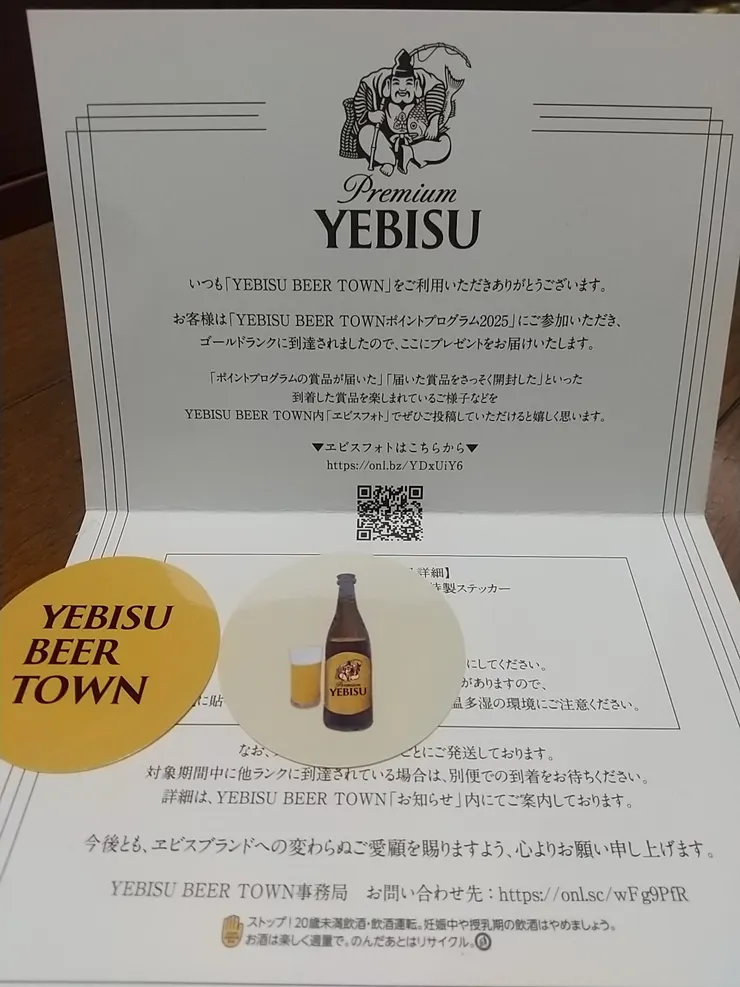 Premium
YEBISU
いつも「YEBISU BEER TOWN」をご利用いただきありがとうございます。
お客様は「YEBISU BEER TOWNポイントプログラム2025」にご参加いただき、
ゴールドランクに到達されましたので、ここにプレゼントをお届けいたします。
「ポイントプログラムの賞品が届いた」「届いた賞品をさっそく開封した」といった
到着した賞品を楽しまれているご様子などを
YEBISU BEER TOWN内「ヱビスフォト」でぜひご投稿していただけると嬉しく思います。
▼ヱビスフォトはこちらから▼
https://onl.bz/YDxUiY6
詳細】
特製ステッカー
YEBISU
BEER
TOWN
Premium
YEBISU
にしてください。
がありますので、
に貼
温多湿の環境にご注意ください。
なお、
ごとにご発送しております。
対象期間中に他ランクに到達されている場合は、別便での到着をお待ちください。
詳細は、YEBISU BEER TOWN「お知らせ」内にてご案内しております。
今後とも、ヱビスブランドへの変わらぬご愛顧を賜りますよう、心よりお願い申し上げます。
YEBISU BEER TOWN事務局 お問い合わせ先：https://onl.sc/wFg9PfR
ストップ！20歳未満飲酒・飲酒運転。妊娠中や授乳期の飲酒はやめましょう。
お酒は楽しく適量で。のんだあとはリサイクル。